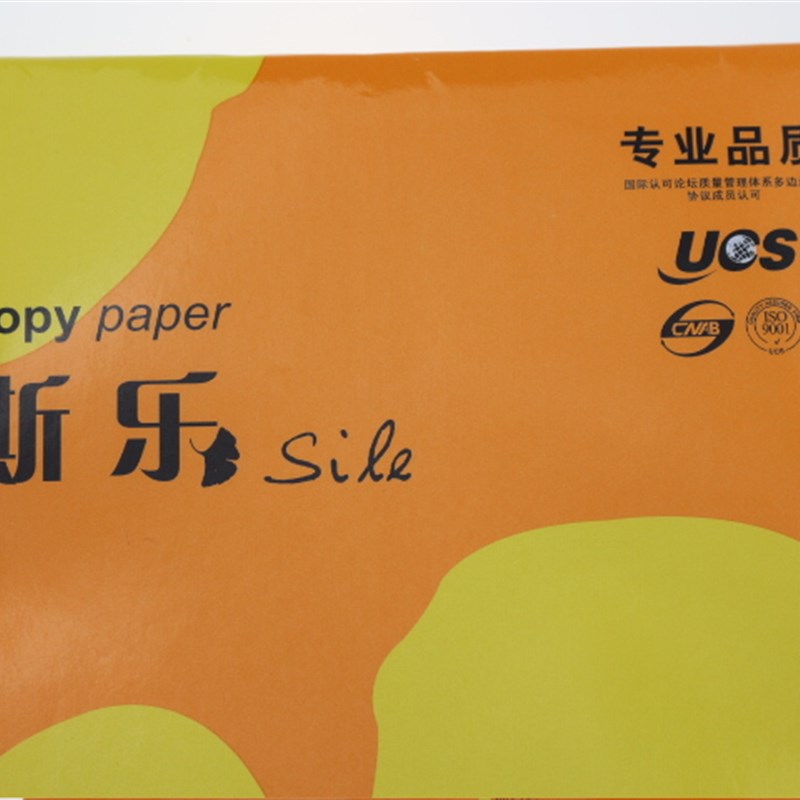 专业品质
国际认可论坛质量管理体系多边
协议成员认可
UCS
CNAB
ISO
9001
UCS
opy paper
斯乐 Sile